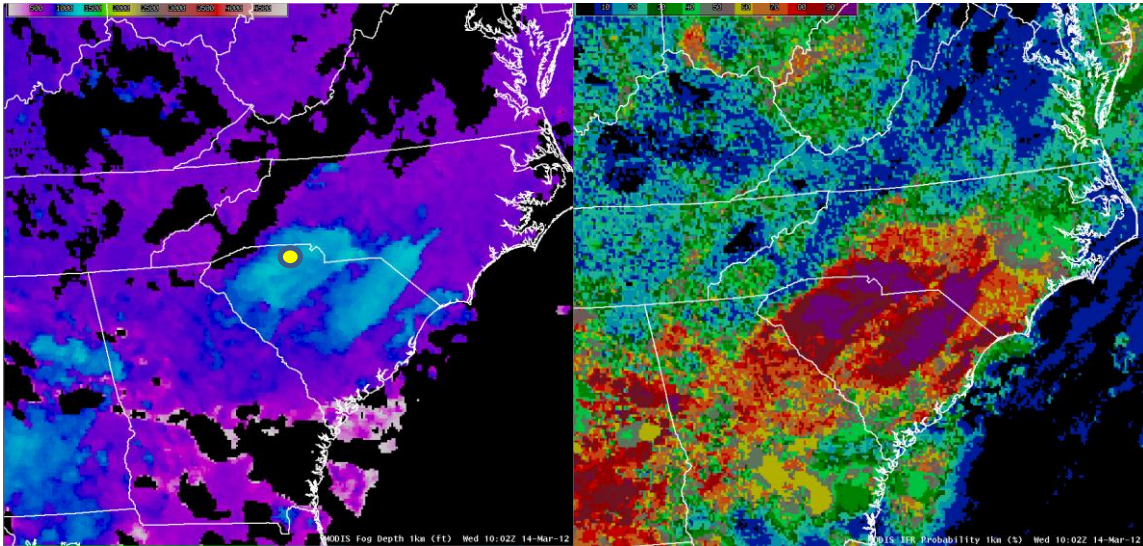 500 1000 1500 2000 2500 3000 3500 4000 4500
10 20 30 40 50 60 70 80 90
MODIS Fog Depth 1km (ft) Wed 10:02Z 14-Mar-12
MODIS IFR Probability 1km (%) Wed 10:02Z 14-Mar-12